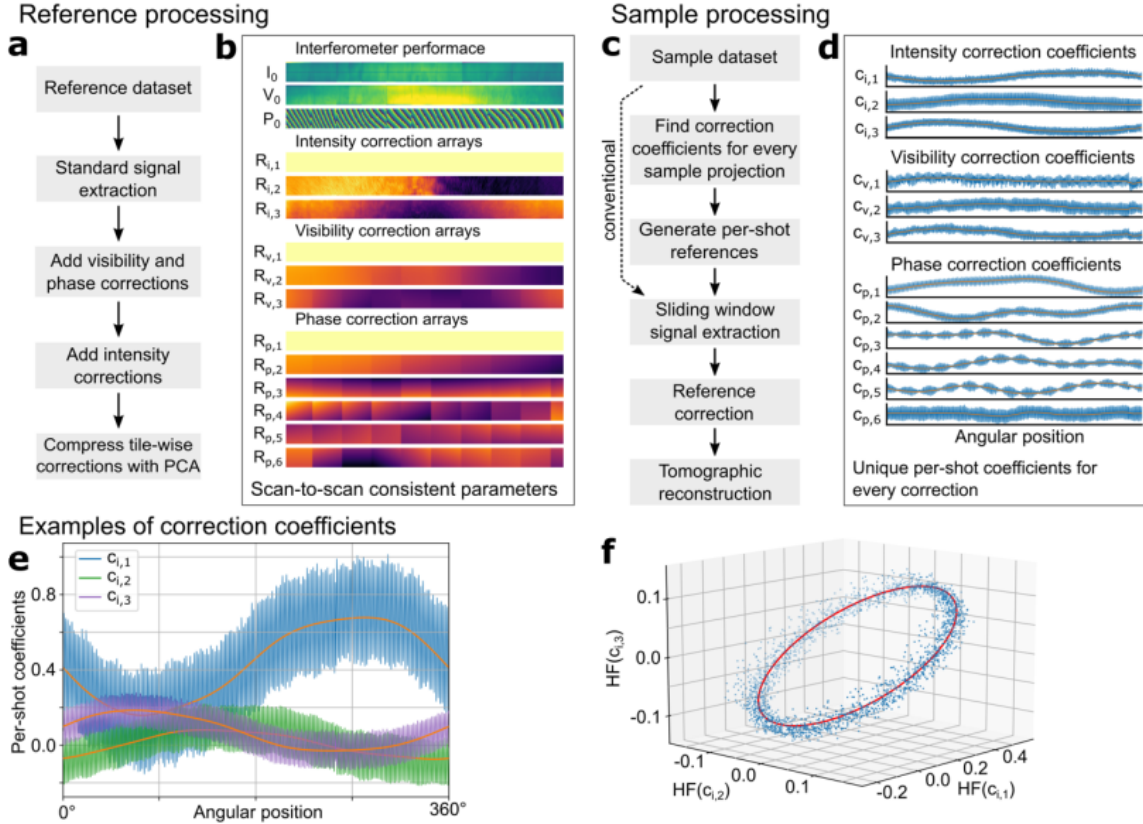 Reference processing
Sample processing
a
Reference dataset
Standard signal
extraction
Add visibility and
phase corrections
Add intensity
corrections
Compress tile-wise
corrections with PCA
b
Interferometer performace
I0
V0
P0
Intensity correction arrays
Ri,1
Ri,2
Ri,3
Visibility correction arrays
Rv,1
Rv,2
Rv,3
Phase correction arrays
Rp,1
Rp,2
Rp,3
Rp,4
Rp,5
Rp,6
Scan-to-scan consistent parameters
c
Sample dataset
conventional
Find correction
coefficients for every
sample projection
Generate per-shot
references
Sliding window
signal extraction
Reference
correction
Tomographic
reconstruction
d
Intensity correction coefficients
Ci,1
Ci,2
Ci,3
Visibility correction coefficients
Cv,1
Cv,2
Cv,3
Phase correction coefficients
Cp,1
Cp,2
Cp,3
Cp,4
Cp,5
Cp,6
Angular position
Unique per-shot coefficients for
every correction
Examples of correction coefficients
e
Per-shot coefficients
0.8
0.4
0.0
Ci,1
Ci,2
Ci,3
0°
Angular position
360°
f
HF(ci,3)
0.1
0.0
-0.1
-0.1
0.0
0.1
HF(ci,2)
-0.2
0.0
0.2
0.4
HF(ci,1)